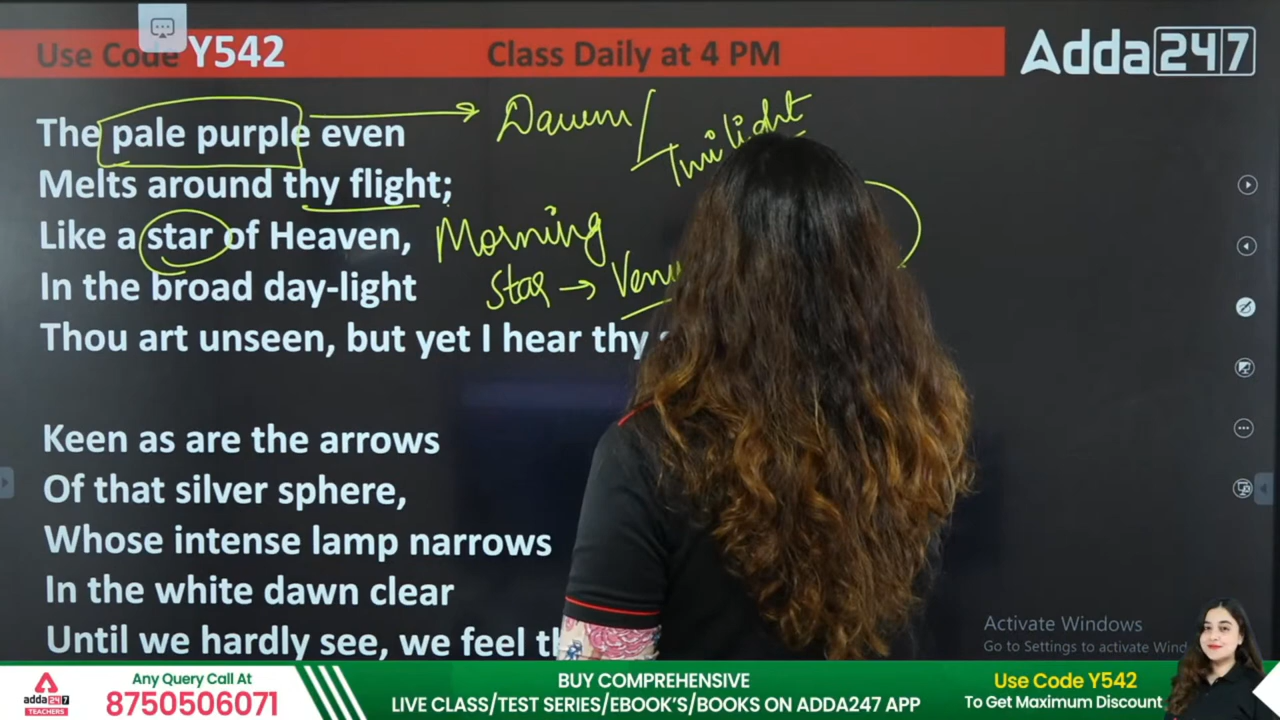 Use Code Y542 Class Daily at 4 PM Adda247
The pale purple even
Dawn/
Twilight
Melts around thy flight;
Like a star of Heaven,
Morning
In the broad day-light
Star →
Thou art unseen, but yet I hear thy
Keen as are the arrows
Of that silver sphere,
Whose intense lamp narrows
In the white dawn clear
Until we hardly see, we feel
Activate Windows
Go to Settings to activate
adda247
TEACHERS
Any Query Call At
8750506071
BUY COMPREHENSIVE
LIVE CLASS/TEST SERIES/EBOOK'S/BOOKS ON ADDA247 APP
Use Code Y542
To Get Maximum Discount